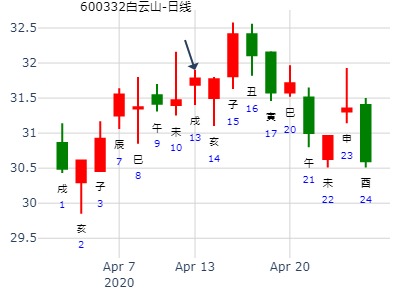 600332白云山-日线
32.5
32
31.5
31
30.5
30
29.5
戌
1
亥
2
子
3
辰
7
巳
8
午
9
未
10
戌
13
亥
14
子
15
丑
16
寅
17
巳
20
午
21
未
22
申
23
酉
24
Apr 7
2020
Apr 13
Apr 20